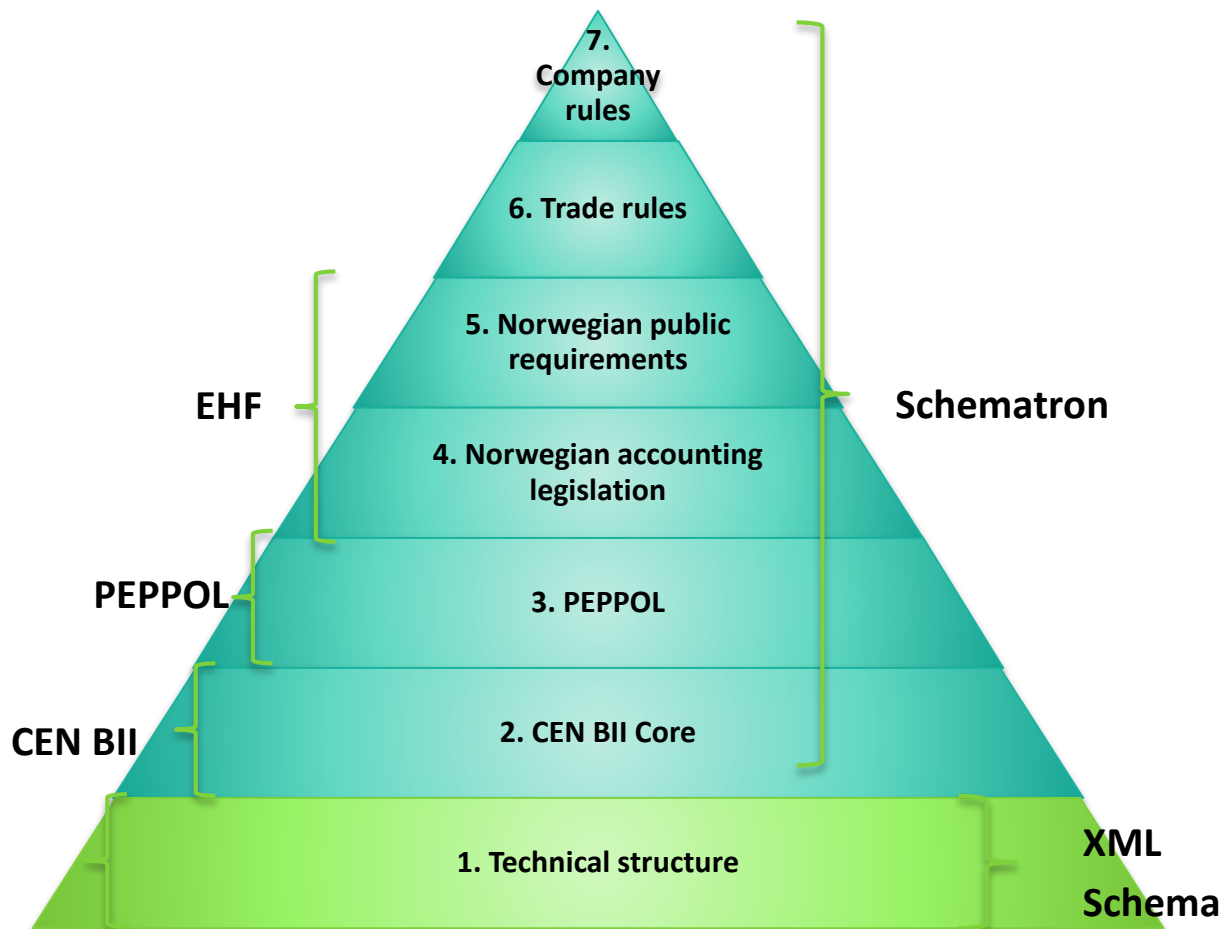 7.
Company
rules
6. Trade rules
5. Norwegian public
requirements
EHF
Schematron
4. Norwegian accounting
legislation
PEPPOL
3. PEPPOL
CEN BII
2. CEN BII Core
1. Technical structure
XML
Schema